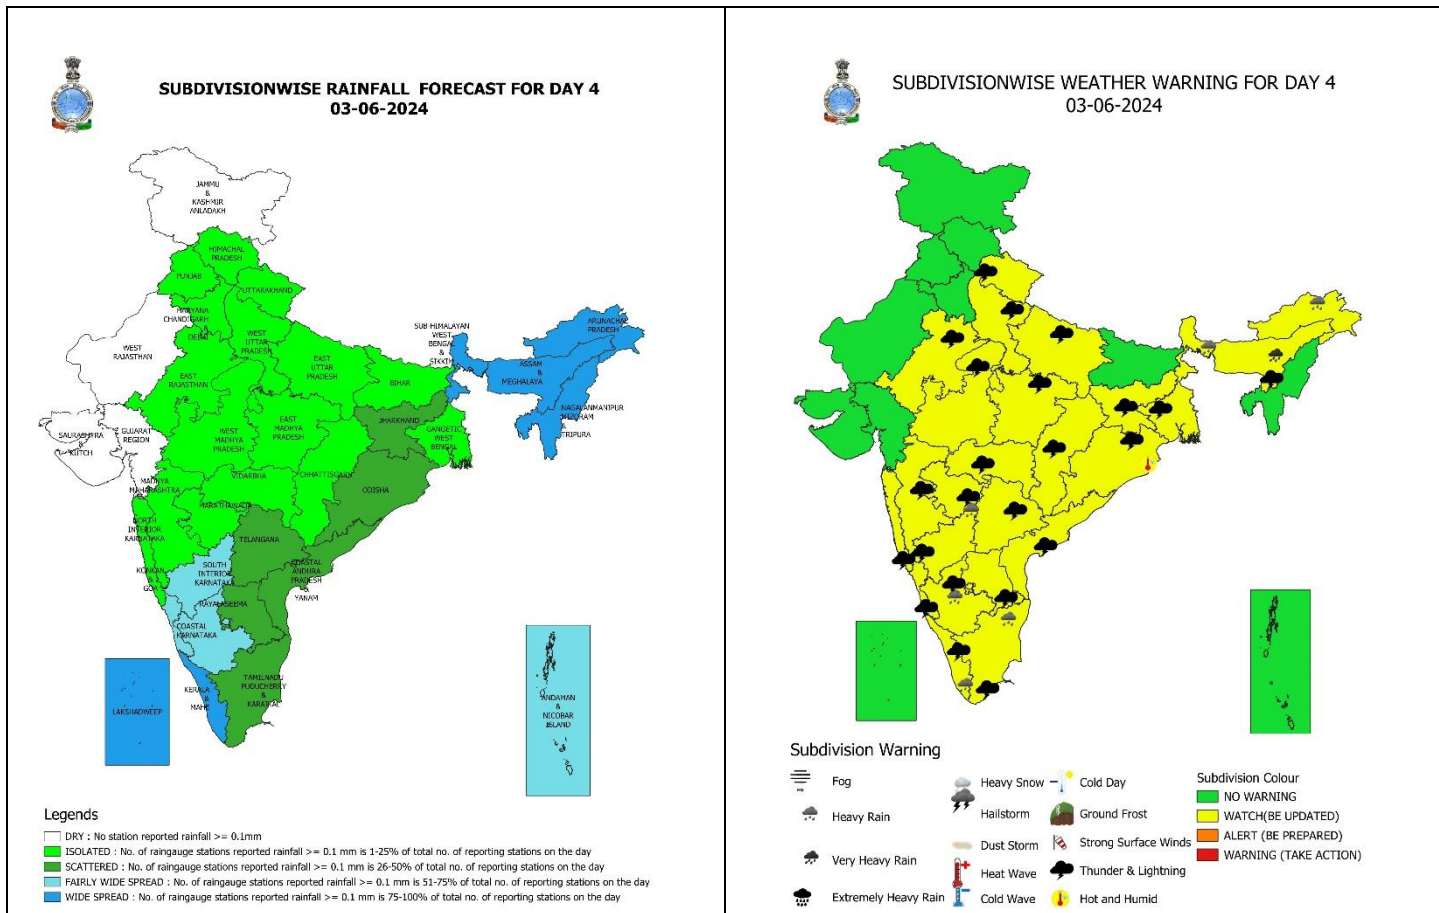 SUBDIVISIONWISE RAINFALL FORECAST FOR DAY 4
03-06-2024
JAMMU
&
KASHMIR
ANLADAKH
HIMACHAL
PRADESH
PUNJAB
UTTARAKHAND
HARYANA
CHANDIGARH
&
DELHI
WEST
RAJASTHAN
WEST
UTTAR
PRADESH
EAST
UTTAR
PRADESH
EAST
RAJASTHAN
BIHAR
SUB-HIMALAYAN
WEST
BENGAL
&
SIKKIM
ARUNACHAL
PRADESH
ASSAM
&
MEGHALAYA
NAGALANMANIPUR
MIZORAM
&
TRIPURA
JHARKHAND
GANGETIC
WEST
BENGAL
SAURASHTRA
&
KUTCH
GUJARAT
REGION
WEST
MADHYA
PRADESH
EAST
MADHYA
PRADESH
VIDARBHA
CHHATTISGARH
ODISHA
MADHYA
MAHARASHTRA
MARATHAWADA
NORTH
INTERIOR
KARNATAKA
TELANGANA
KONKAN
&
GOA
SOUTH
INTERIOR
KARNATAKA
COASTAL
ANDHRA
PRADESH
&
YANAM
RAYALASEEMA
COASTAL
KARNATAKA
TAMILNADU
PUDUCHERRY
&
KARAIKAL
KERALA
&
MAHE
LAKSHADWEEP
ANDAMAN
&
NICOBAR
ISLAND
Legends
DRY : No station reported rainfall >= 0.1mm
ISOLATED : No. of raingauge stations reported rainfall >= 0.1 mm is 1-25% of total no. of reporting stations on the day
SCATTERED : No. of raingauge stations reported rainfall >= 0.1 mm is 26-50% of total no. of reporting stations on the day
FAIRLY WIDE SPREAD : No. of raingauge stations reported rainfall >= 0.1 mm is 51-75% of total no. of reporting stations on the day
WIDE SPREAD : No. of raingauge stations reported rainfall >= 0.1 mm is 75-100% of total no. of reporting stations on the day
SUBDIVISIONWISE WEATHER WARNING FOR DAY 4
03-06-2024
Subdivision Warning
Fog
Heavy Rain
Very Heavy Rain
Extremely Heavy Rain
Heavy Snow
Hailstorm
Dust Storm
Heat Wave
Cold Wave
Cold Day
Ground Frost
Strong Surface Winds
Thunder & Lightning
Hot and Humid
Subdivision Colour
NO WARNING
WATCH(BE UPDATED)
ALERT (BE PREPARED)
WARNING (TAKE ACTION)